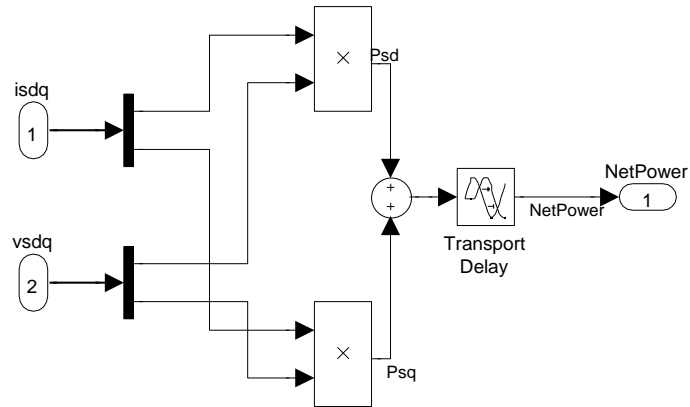 isdq
1
vsdq
2
×
Psd
×
Psq
+
+
Transport
Delay
NetPower
NetPower
1